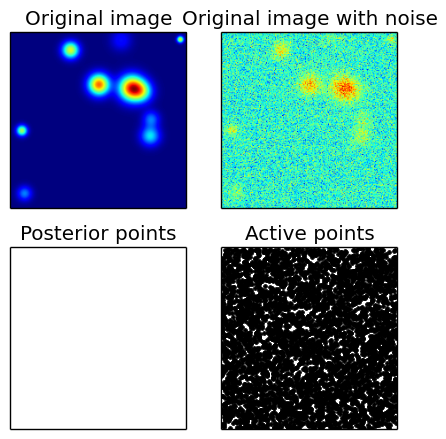 Original image
Original image with noise
Posterior points
Active points